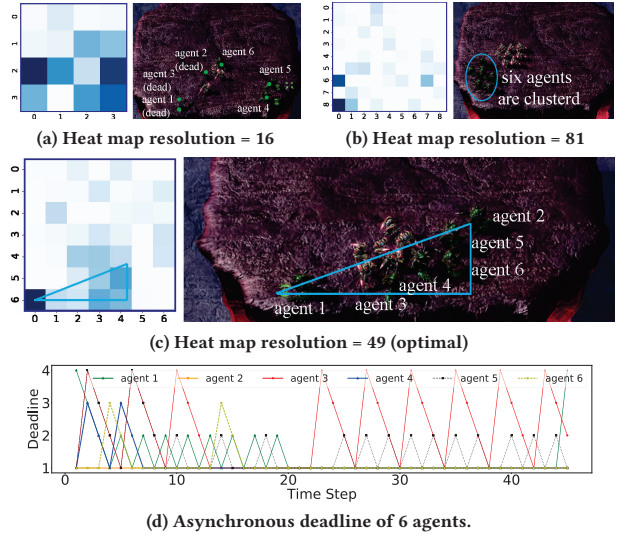 0
1
2
3
0 1 2 3
agent 2
(dead)
agent 6
agent 3
(dead)
agent 1
(dead)
agent 5
agent 4
(a) Heat map resolution = 16
0
1
2
3
4
5
6
7
8
0 1 2 3 4 5 6 7 8
six agents
are clusterd
(b) Heat map resolution = 81
0
1
2
3
4
5
6
0 1 2 3 4 5 6
agent 2
agent 5
agent 6
agent 4
agent 1
agent 3
(c) Heat map resolution = 49 (optimal)
4
3
2
1
Deadline
agent 1 agent 2 agent 3 agent 4 agent 5 agent 6
0 10 20 30 40
Time Step
(d) Asynchronous deadline of 6 agents.